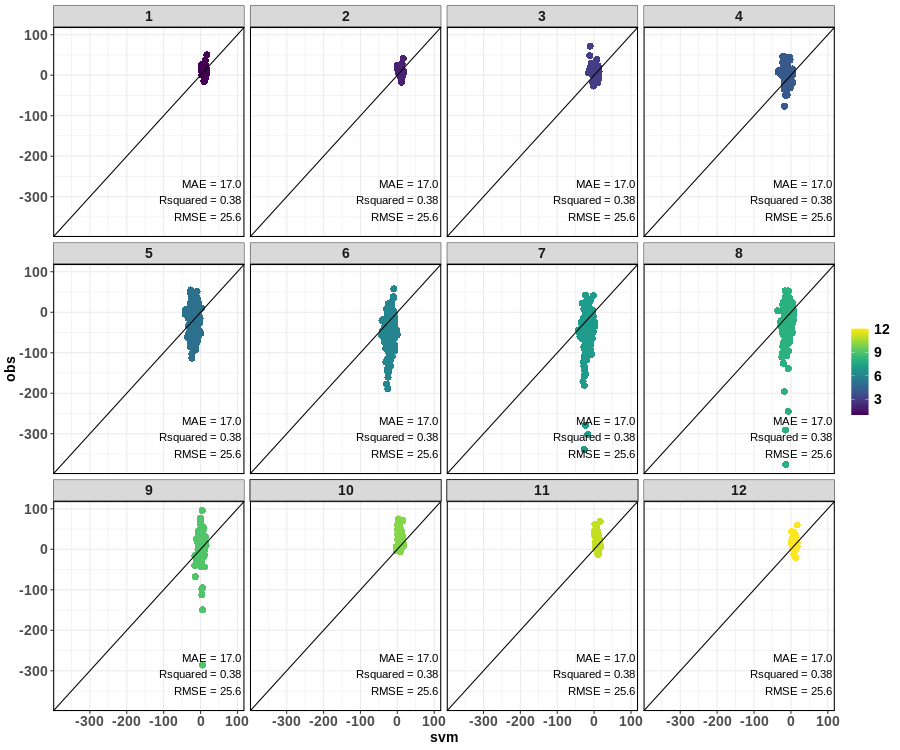 1 2 3 4
100
0
-100
-200
-300
MAE = 17.0 MAE = 17.0 MAE = 17.0 MAE = 17.0
Rsquared = 0.38 Rsquared = 0.38 Rsquared = 0.38 Rsquared = 0.38
RMSE = 25.6 RMSE = 25.6 RMSE = 25.6 RMSE = 25.6
5 6 7 8
100
0
-100
-200
-300
MAE = 17.0 MAE = 17.0 MAE = 17.0 MAE = 17.0
Rsquared = 0.38 Rsquared = 0.38 Rsquared = 0.38 Rsquared = 0.38
RMSE = 25.6 RMSE = 25.6 RMSE = 25.6 RMSE = 25.6
9 10 11 12
100
0
-100
-200
-300
MAE = 17.0 MAE = 17.0 MAE = 17.0 MAE = 17.0
Rsquared = 0.38 Rsquared = 0.38 Rsquared = 0.38 Rsquared = 0.38
RMSE = 25.6 RMSE = 25.6 RMSE = 25.6 RMSE = 25.6
-300 -200 -100 0 100 -300 -200 -100 0 100 -300 -200 -100 0 100 -300 -200 -100 0 100
svm
obs
12
9
6
3